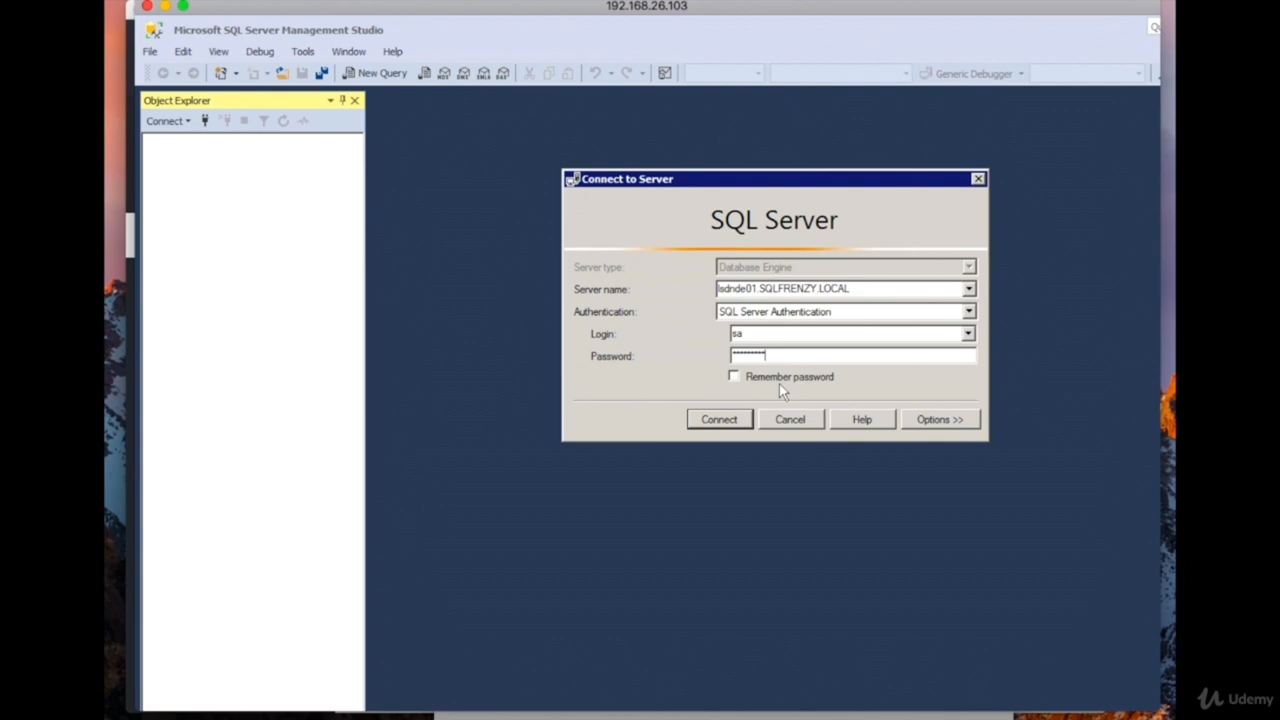 192.168.26.103
Microsoft SQL Server Management Studio
File Edit View Debug Tools Window Help
New Query
Generic Debugger
Object Explorer
Connect
Connect to Server
SQL Server
Server type: Database Engine
Server name: lsdnde01.SQLFRENZY.LOCAL
Authentication: SQL Server Authentication
Login: sa
Password: *********
Remember password
Connect Cancel Help Options >>
Udemy